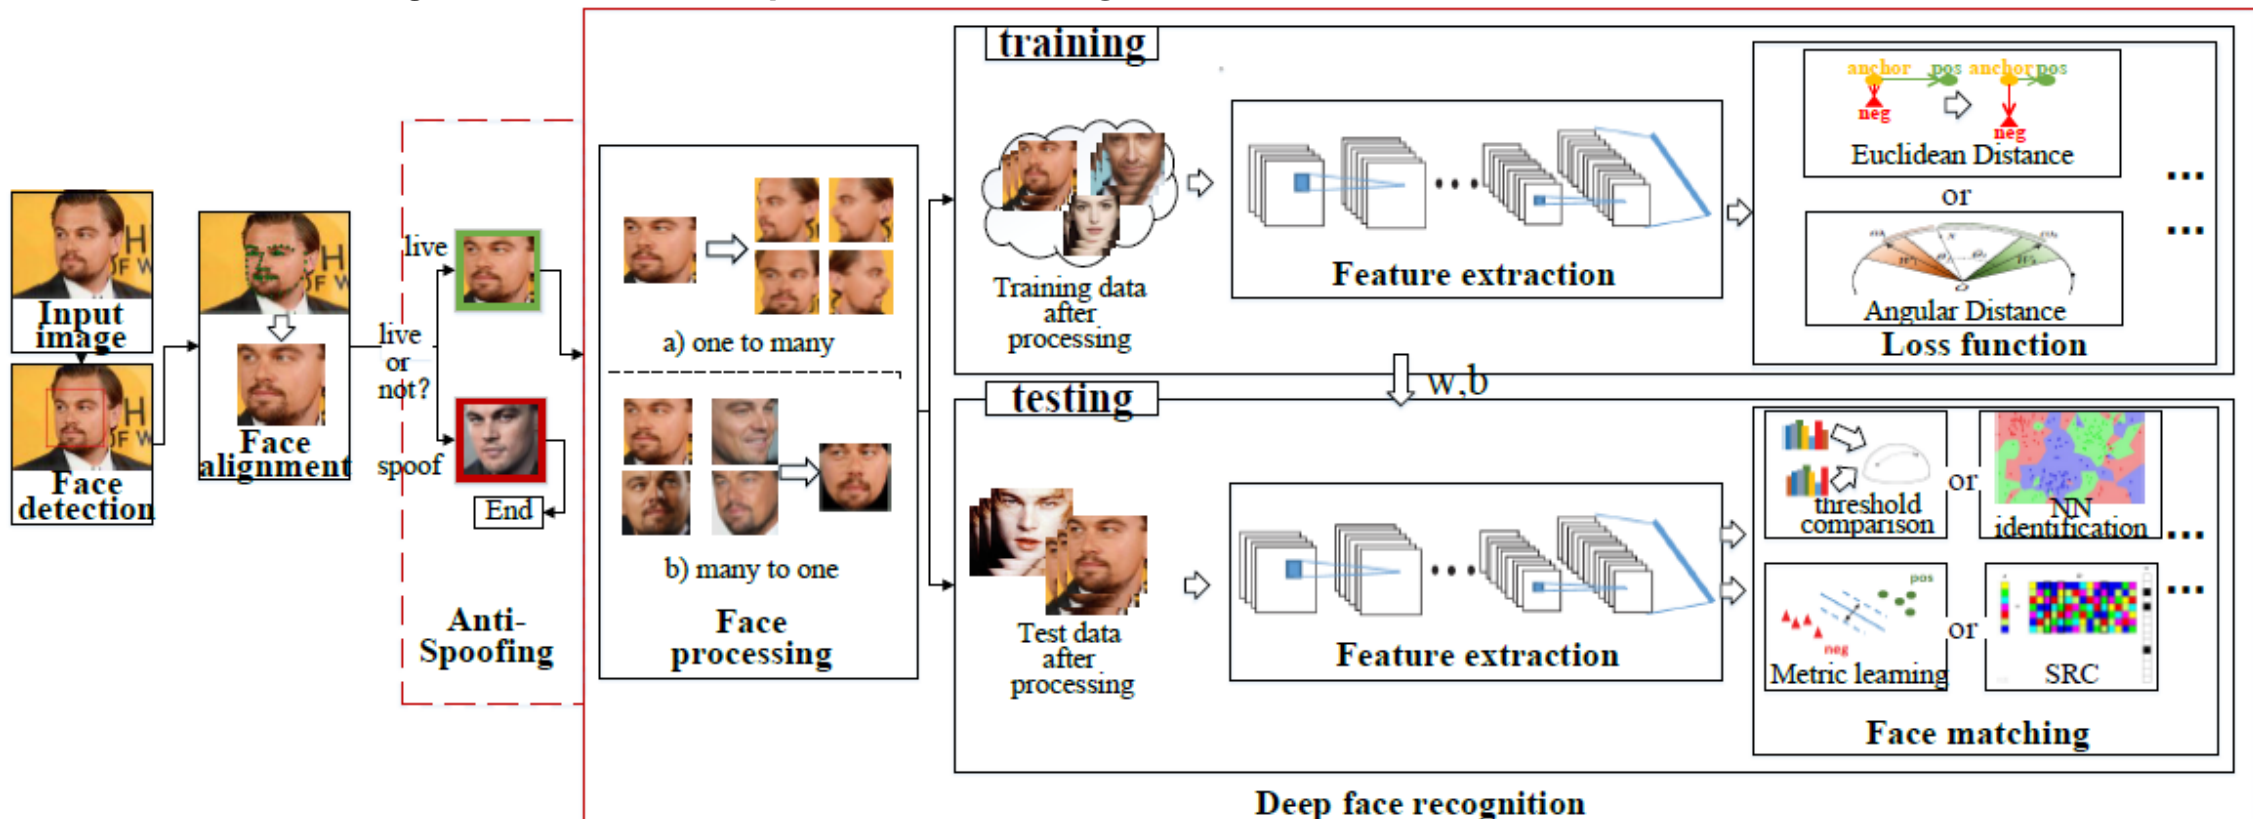 Input
image
Face
detection
Face
alignment
live
live
or
not?
spoof
End
Anti-
Spoofing
a) one to many
b) many to one
Face
processing
training
Training data
after
processing
Feature extraction
anchor pos anchor pos
neg
neg
Euclidean Distance
or
Angular Distance
Loss function
...
...
w,b
testing
Test data
after
processing
Feature extraction
threshold
comparison
or
NN
identification
...
pos
neg
Metric learning
or
SRC
...
Face matching
Deep face recognition